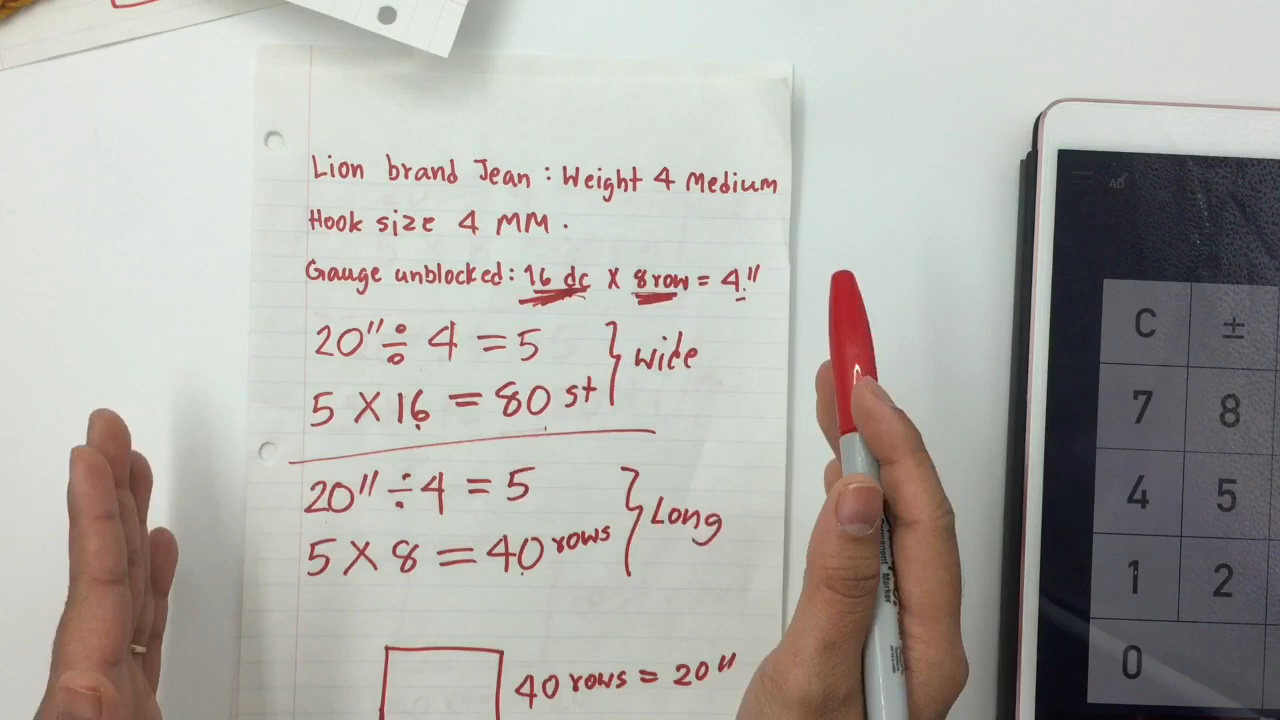 Lion brand Jean : Weight 4 Medium
Hook size 4 MM.
Gauge unblocked: 16 dc X 8 row = 4"
20" ÷ 4 = 5
5 X 16 = 80 st } wide
20" ÷ 4 = 5
5 X 8 = 40 rows } Long
40 rows = 20"
Permanent Marker
C ±
7 8
4 5
1 2
0